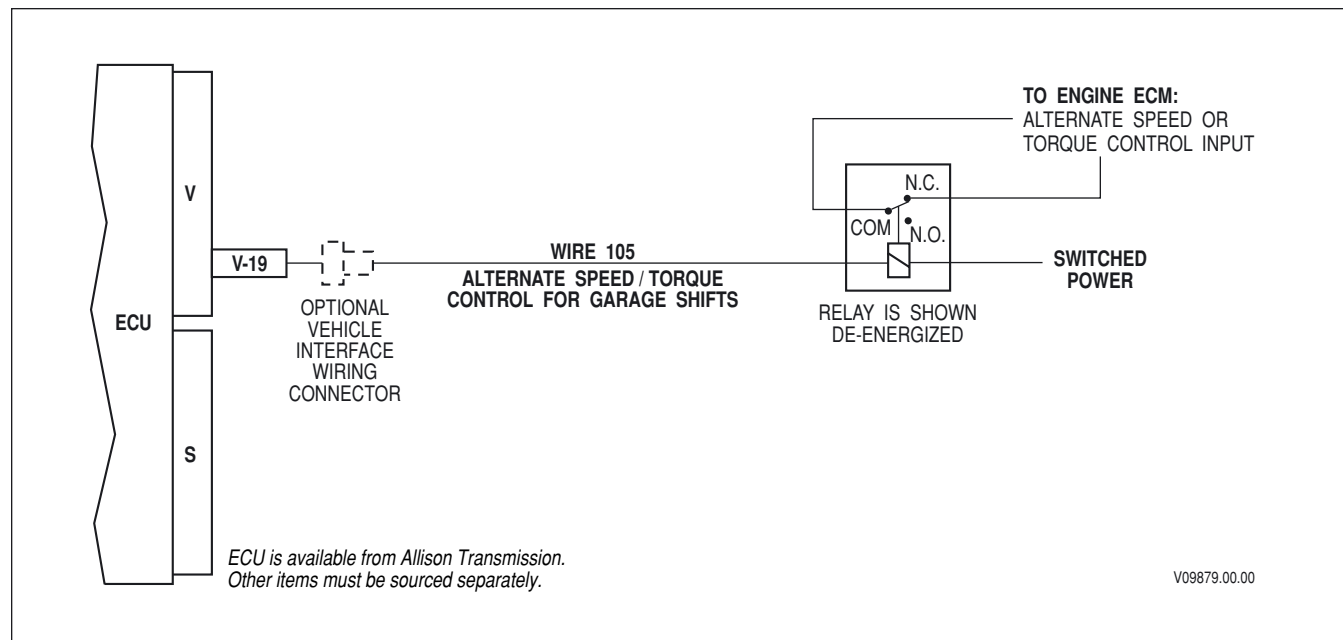 TO ENGINE ECM:
ALTERNATE SPEED OR
TORQUE CONTROL INPUT
V
N.C.
COM
N.O.
V-19
WIRE 105
ALTERNATE SPEED / TORQUE
CONTROL FOR GARAGE SHIFTS
SWITCHED
POWER
OPTIONAL
VEHICLE
INTERFACE
WIRING
CONNECTOR
RELAY IS SHOWN
DE-ENERGIZED
ECU
S
ECU is available from Allison Transmission.
Other items must be sourced separately.
V09879.00.00